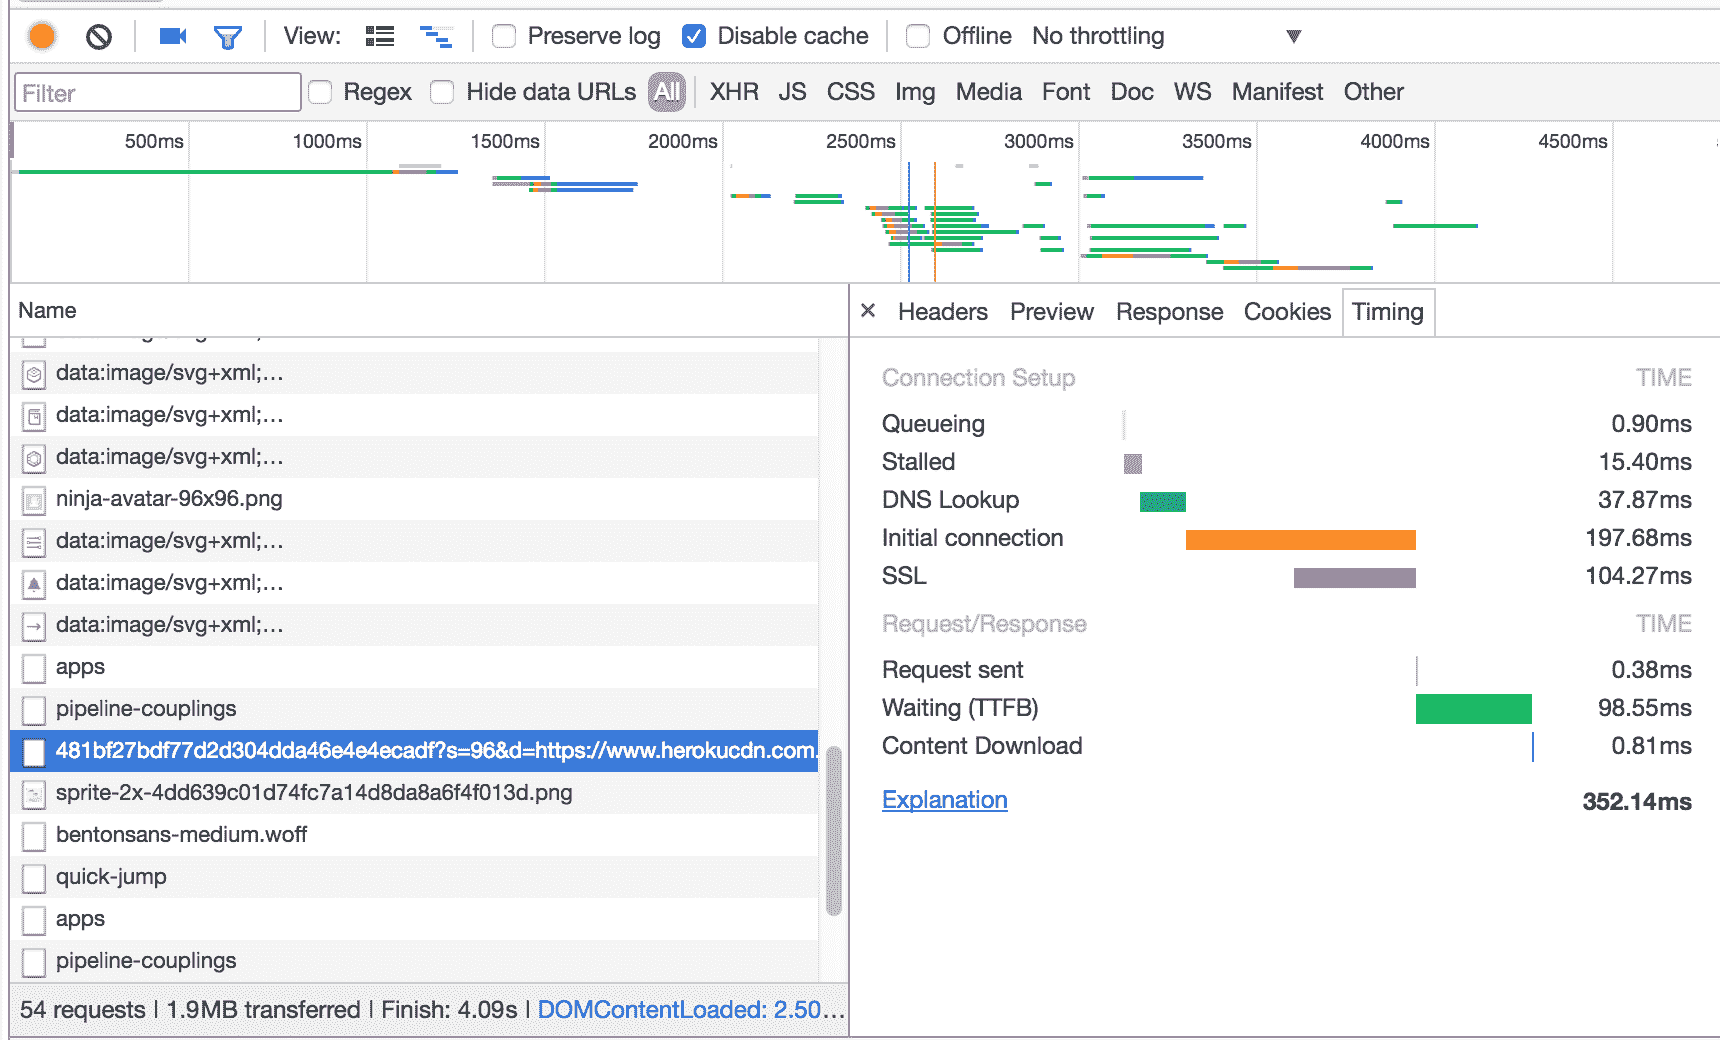 View: Preserve log Disable cache Offline No throttling
Filter Regex Hide data URLs All XHR JS CSS Img Media Font Doc WS Manifest Other
500ms 1000ms 1500ms 2000ms 2500ms 3000ms 3500ms 4000ms 4500ms
Name
data:image/svg+xml;…
data:image/svg+xml;…
data:image/svg+xml;…
ninja-avatar-96x96.png
data:image/svg+xml;…
data:image/svg+xml;…
data:image/svg+xml;…
apps
pipeline-couplings
481bf27bdf77d2d304dda46e4e4ecadf?s=96&d=https://www.herokucdn.com.
sprite-2x-4dd639c01d74fc7a14d8da8a6f4f013d.png
bentonsans-medium.woff
quick-jump
apps
pipeline-couplings
54 requests | 1.9MB transferred | Finish: 4.09s | DOMContentLoaded: 2.50…
× Headers Preview Response Cookies Timing
Connection Setup TIME
Queueing 0.90ms
Stalled 15.40ms
DNS Lookup 37.87ms
Initial connection 197.68ms
SSL 104.27ms
Request/Response TIME
Request sent 0.38ms
Waiting (TTFB) 98.55ms
Content Download 0.81ms
Explanation 352.14ms